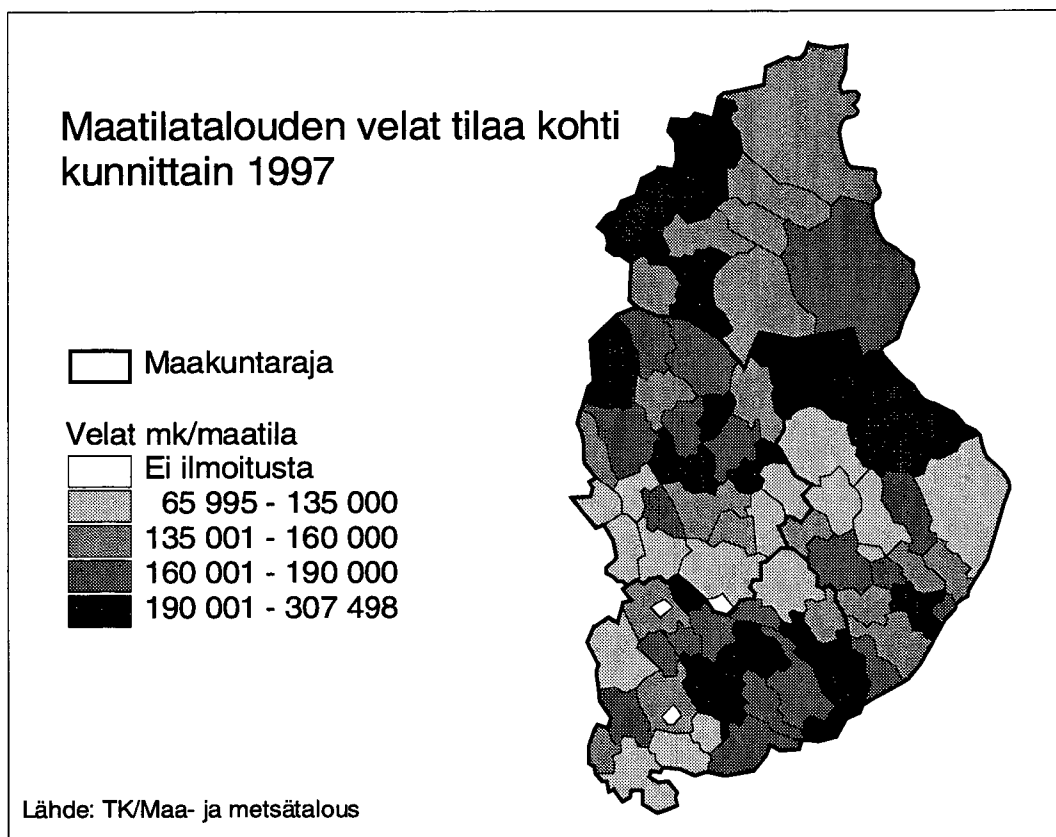 Maatilatalouden velat tilaa kohti
kunnittain 1997
Maakuntaraja
Velat mk/maatila
Ei ilmoitusta
65 995 - 135 000
135 001 - 160 000
160 001 - 190 000
190 001 - 307 498
Lähde: TK/Maa- ja metsätalous